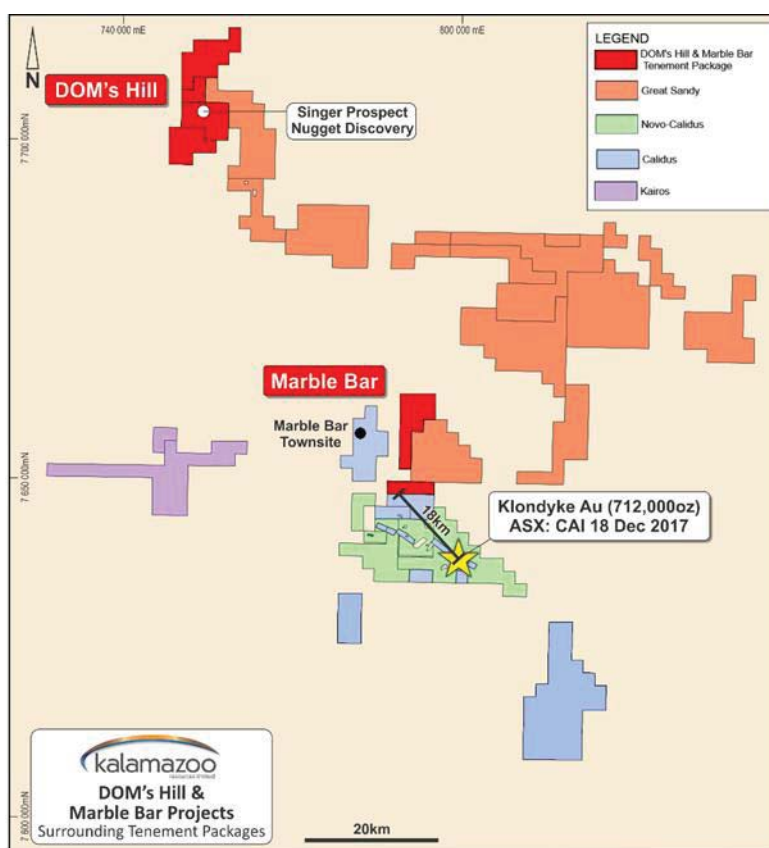 740 000 mE
800 000 mE
N
DOM's Hill
Singer Prospect
Nugget Discovery
7 700 000mN
LEGEND
DOM's Hill & Marble Bar
Tenement Package
Great Sandy
Novo-Calidus
Calidus
Kairos
Marble Bar
Marble Bar
Townsite
7 650 000mN
18km
Klondyke Au (712,000oz)
ASX: CAI 18 Dec 2017
kalamazoo
resources limited
DOM's Hill &
Marble Bar Projects
Surrounding Tenement Packages
7 600 000mN
20km